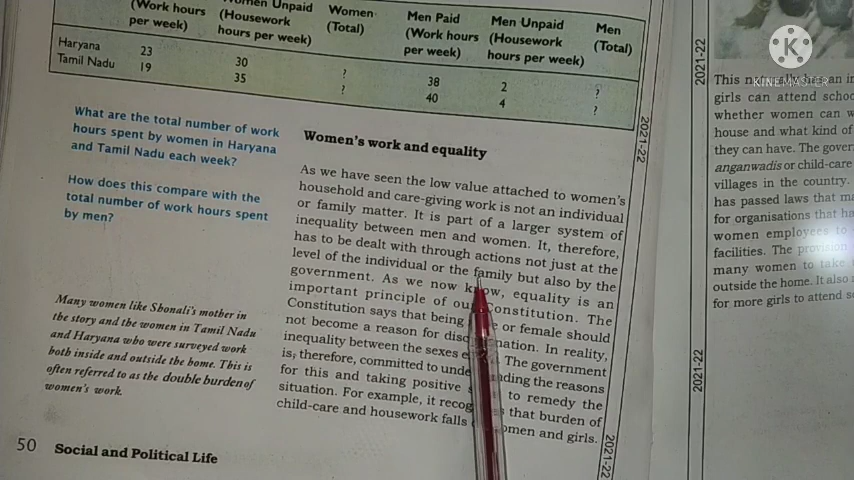 (Work hours per week)
Women Unpaid (Housework hours per week)
Women (Total)
Men Paid (Work hours per week)
Men Unpaid (Housework hours per week)
Men (Total)
Haryana 23 30 ? 38 2 ?
Tamil Nadu 19 35 ? 40 4 ?
What are the total number of work
hours spent by women in Haryana
and Tamil Nadu each week?
How does this compare with the
total number of work hours spent
by men?
Many women like Shonali's mother in
the story and the women in Tamil Nadu
and Haryana who were surveyed work
both inside and outside the home. This is
often referred to as the double burden of
women's work.
Women's work and equality
As we have seen the low value attached to women's
household and care-giving work is not an individual
or family matter. It is part of a larger system of
inequality between men and women. It, therefore,
has to be dealt with through actions not just at the
level of the individual or the family but also by the
government. As we now know, equality is an
important principle of our Constitution. The
Constitution says that being or female should
not become a reason for In reality,
inequality between the sexes The government
is, therefore, committed to the reasons
for this and taking positive to remedy the
situation. For example, it that burden of
child-care and housework falls women and girls.
50 Social and Political Life
2021-22
2021-22
2021-22
2021-22
KINEMASTER
This an
girls can attend
whether women can
house and what kind of
they can have. The
anganwadis or child-care
villages in the country.
has passed laws that
for organisations that
women employees to
facilities. The provision
many women to take
outside the home. It also
for more girls to attend